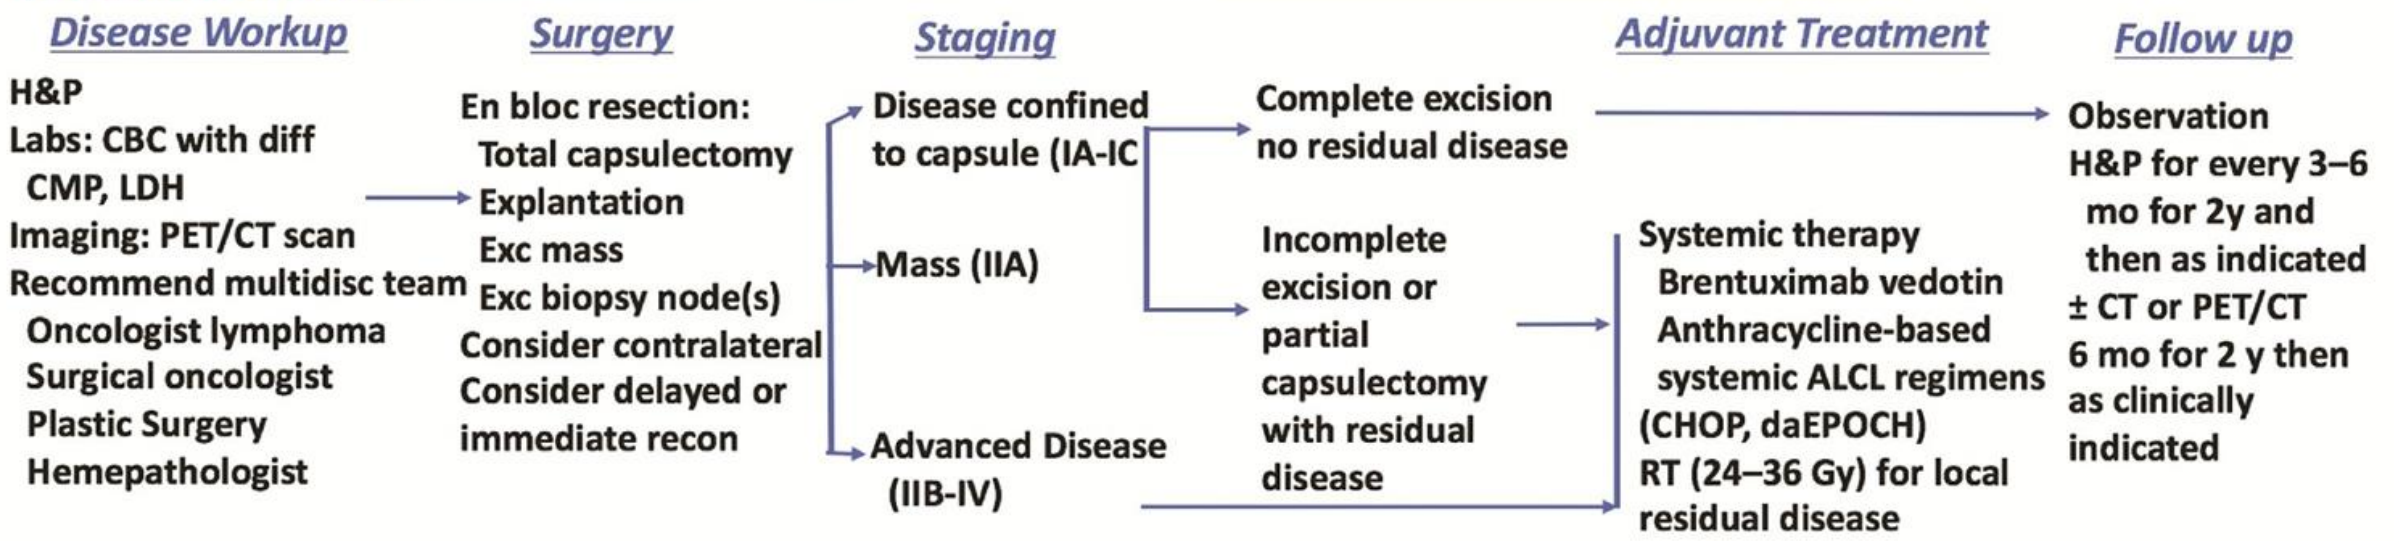 Disease Workup
H&P
Labs: CBC with diff
CMP, LDH
Imaging: PET/CT scan
Recommend multidisc team
Oncologist lymphoma
Surgical oncologist
Plastic Surgery
Hemepathologist
Surgery
En bloc resection:
Total capsulectomy
Explantation
Exc mass
Exc biopsy node(s)
Consider contralateral
Consider delayed or
immediate recon
Staging
Disease confined
to capsule (IA-IC
Mass (IIA)
Advanced Disease
(IIB-IV)
Complete excision
no residual disease
Incomplete
excision or
partial
capsulectomy
with residual
disease
Adjuvant Treatment
Systemic therapy
Brentuximab vedotin
Anthracycline-based
systemic ALCL regimens
(CHOP, daEPOCH)
RT (24–36 Gy) for local
residual disease
Follow up
Observation
H&P for every 3–6
mo for 2y and
then as indicated
± CT or PET/CT
6 mo for 2 y then
as clinically
indicated